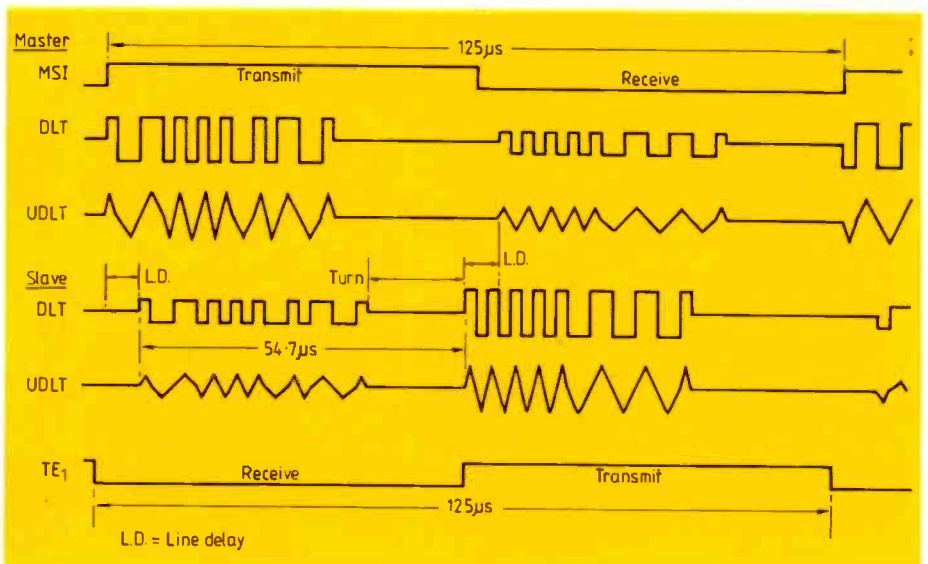 Master
125µs
MSI
Transmit
Receive
DLT
UDLT
L.D.
Turn
L.D.
Slave
DLT
54·7µs
UDLT
TE1
Receive
Transmit
125µs
L.D. = Line delay